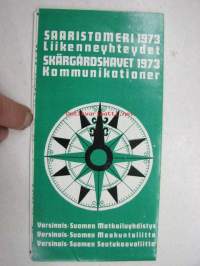 SAARISTOMERI 1973
Liikenneyhteydet
SKÄRGÅRDSHAVET 1973
Kommunikationer
Varsinais-Suomen Matkailuyhdistys
Varsinais-Suomen Maakuntaliitto
Varsinais-Suomen Seutukaavaliitto